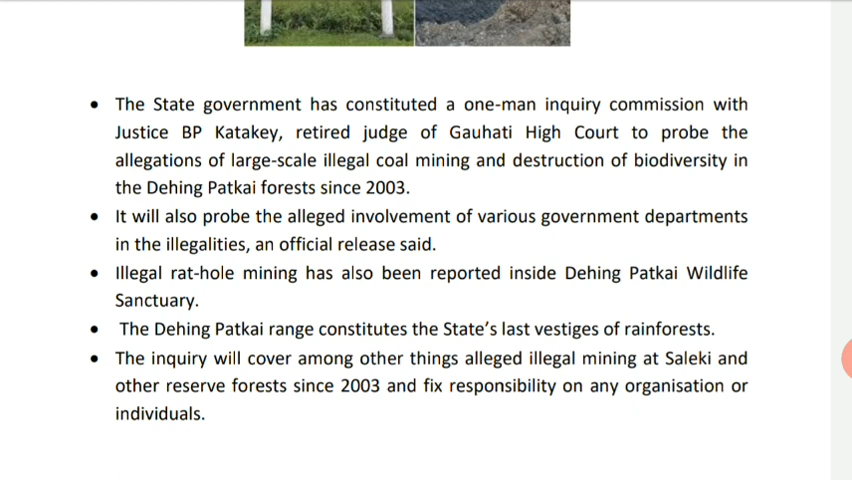 • The State government has constituted a one-man inquiry commission with
Justice BP Katakey, retired judge of Gauhati High Court to probe the
allegations of large-scale illegal coal mining and destruction of biodiversity in
the Dehing Patkai forests since 2003.
• It will also probe the alleged involvement of various government departments
in the illegalities, an official release said.
• Illegal rat-hole mining has also been reported inside Dehing Patkai Wildlife
Sanctuary.
• The Dehing Patkai range constitutes the State’s last vestiges of rainforests.
• The inquiry will cover among other things alleged illegal mining at Saleki and
other reserve forests since 2003 and fix responsibility on any organisation or
individuals.